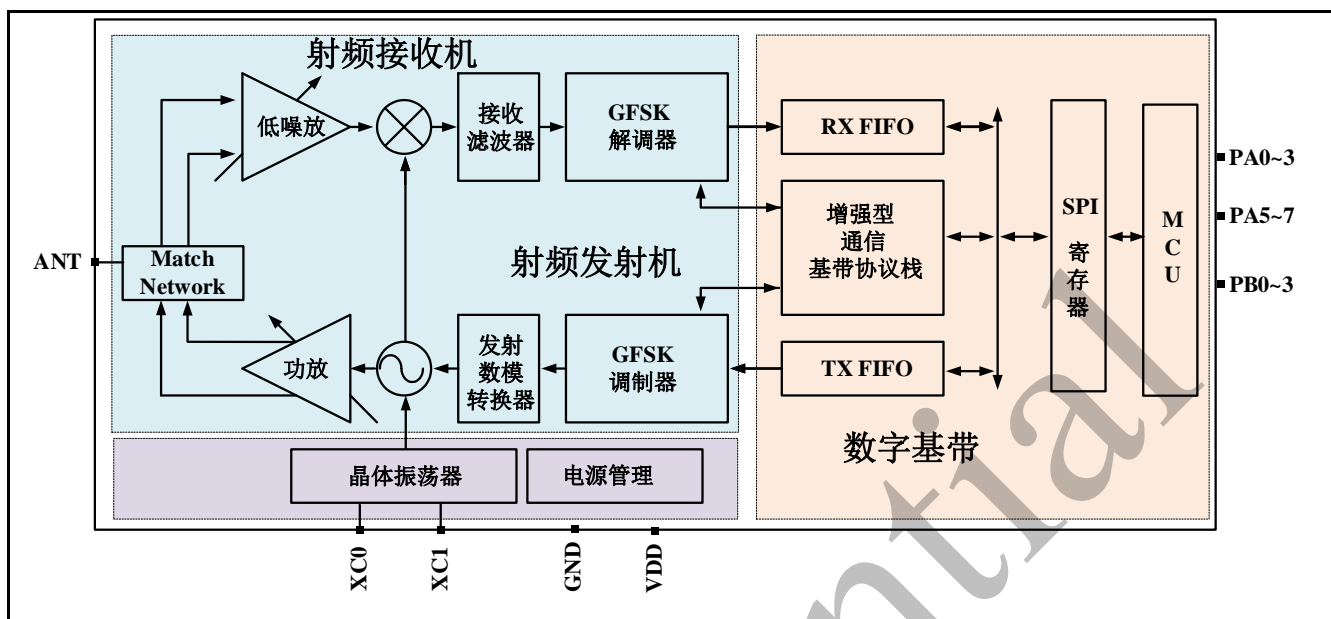 射频接收机
低噪放
接收
滤波器
GFSK
解调器
RX FIFO
PA0~3
增强型
通信
基带协议栈
SPI
寄
存
器
M
C
U
PA5~7
ANT
Match
Network
射频发射机
PB0~3
功放
发射
数模
转换器
GFSK
调制器
TX FIFO
数字基带
晶体振荡器
电源管理
XC0
XC1
GND
VDD
ntial